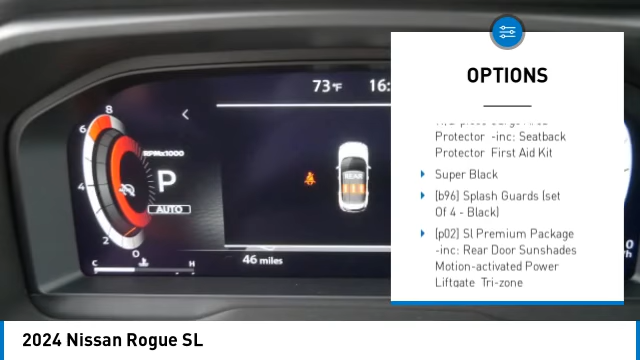 73°F 16:
8
6
RPMx1000
4
P
AUTO
2
0
C H
REAR
46 miles
OPTIONS
Protector -inc: Seatback
Protector First Aid Kit
Super Black
[b96] Splash Guards (set
Of 4 - Black)
[p02] Sl Premium Package
-inc: Rear Door Sunshades
Motion-activated Power
Liftgate Tri-zone
2024 Nissan Rogue SL